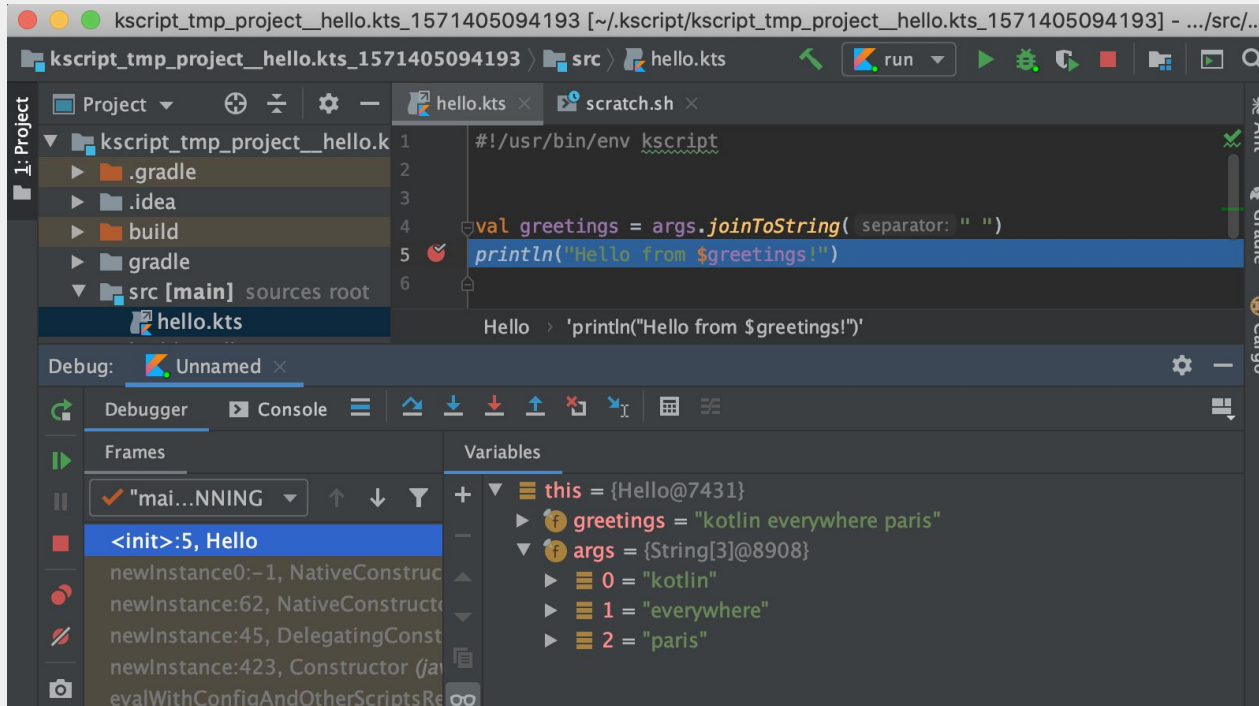 kscript_tmp_project__hello.kts_1571405094193 [~/.kscript/kscript_tmp_project__hello.kts_1571405094193] - .../src/...
kscript_tmp_project__hello.kts_1571405094193 src hello.kts run
1: Project
Project
hello.kts scratch.sh
kscript_tmp_project__hello.k
.gradle
.idea
build
gradle
src [main] sources root
hello.kts
1 #!/usr/bin/env kscript
2
3
4 val greetings = args.joinToString( separator: " ")
5 println("Hello from $greetings!")
6
Hello › 'println("Hello from $greetings!")'
Debug: Unnamed
Debugger Console
Frames
"mai...NNING
<init>:5, Hello
newInstance0:-1, NativeConstruc
newInstance:62, NativeConstructo
newInstance:45, DelegatingConst
newInstance:423, Constructor (jav
evalWithConfigAndOtherScriptsRe
Variables
this = {Hello@7431}
f greetings = "kotlin everywhere paris"
f args = {String[3]@8908}
0 = "kotlin"
1 = "everywhere"
2 = "paris"